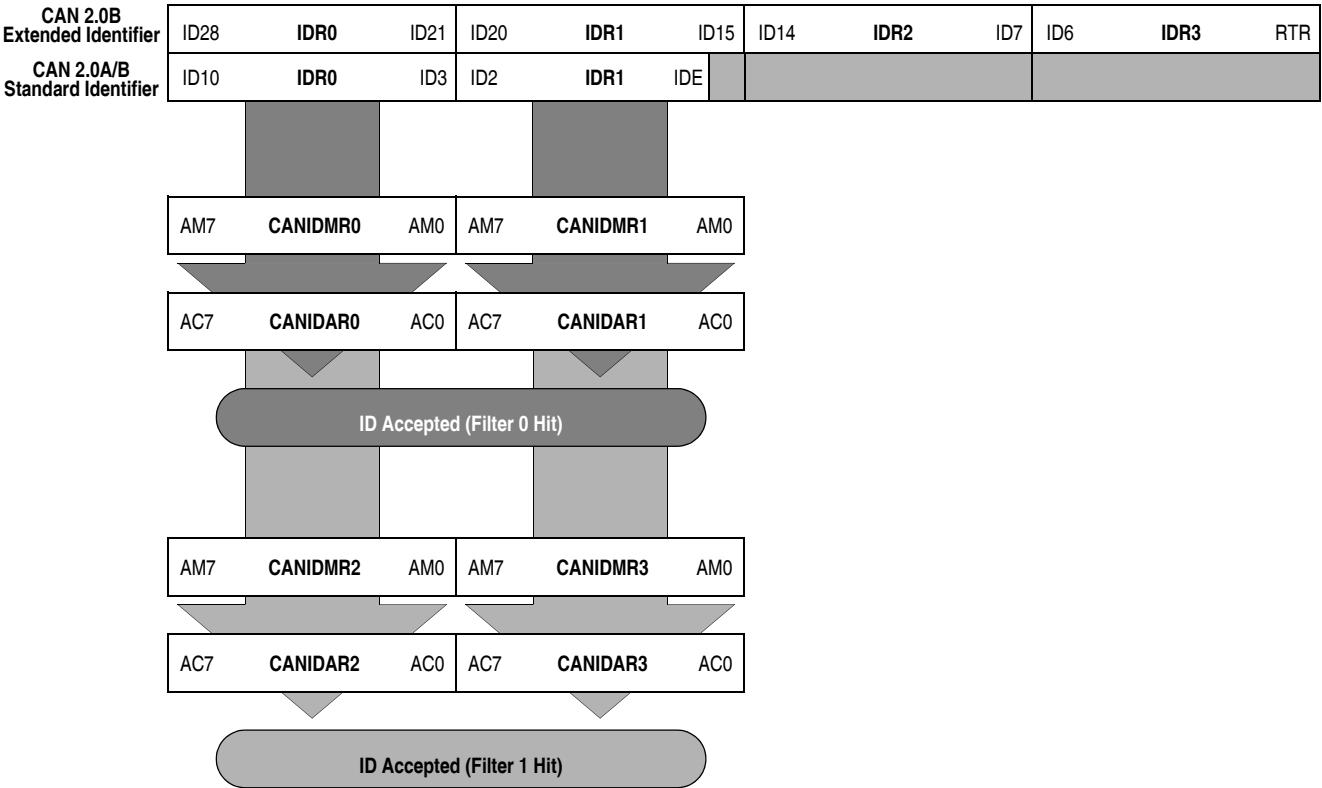 CAN 2.0B
Extended Identifier
ID28 IDR0 ID21 ID20 IDR1 ID15 ID14 IDR2 ID7 ID6 IDR3 RTR
CAN 2.0A/B
Standard Identifier
ID10 IDR0 ID3 ID2 IDR1 IDE
AM7 CANIDMR0 AM0 AM7 CANIDMR1 AM0
AC7 CANIDAR0 AC0 AC7 CANIDAR1 AC0
ID Accepted (Filter 0 Hit)
AM7 CANIDMR2 AM0 AM7 CANIDMR3 AM0
AC7 CANIDAR2 AC0 AC7 CANIDAR3 AC0
ID Accepted (Filter 1 Hit)